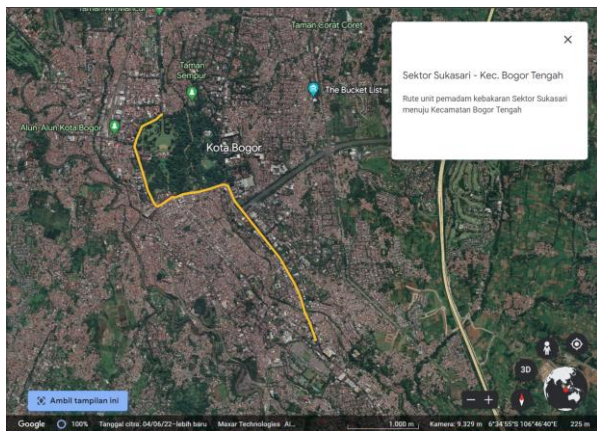 Taman Corat Coret
Taman
Sempur
The Bucket List
Alun-Alun Kota Bogor
Kota Bogor
Sektor Sukasari - Kec. Bogor Tengah
Rute unit pemadam kebakaran Sektor Sukasari
menuju Kecamatan Bogor Tengah
3D
Ambil tampilan ini
Google 100% Tanggal citra: 04/06/22–lebih baru Maxar Technologies Al... 1.000 m Kamera: 9.329 m 6°34'55"S 106°46'40"E 225 m